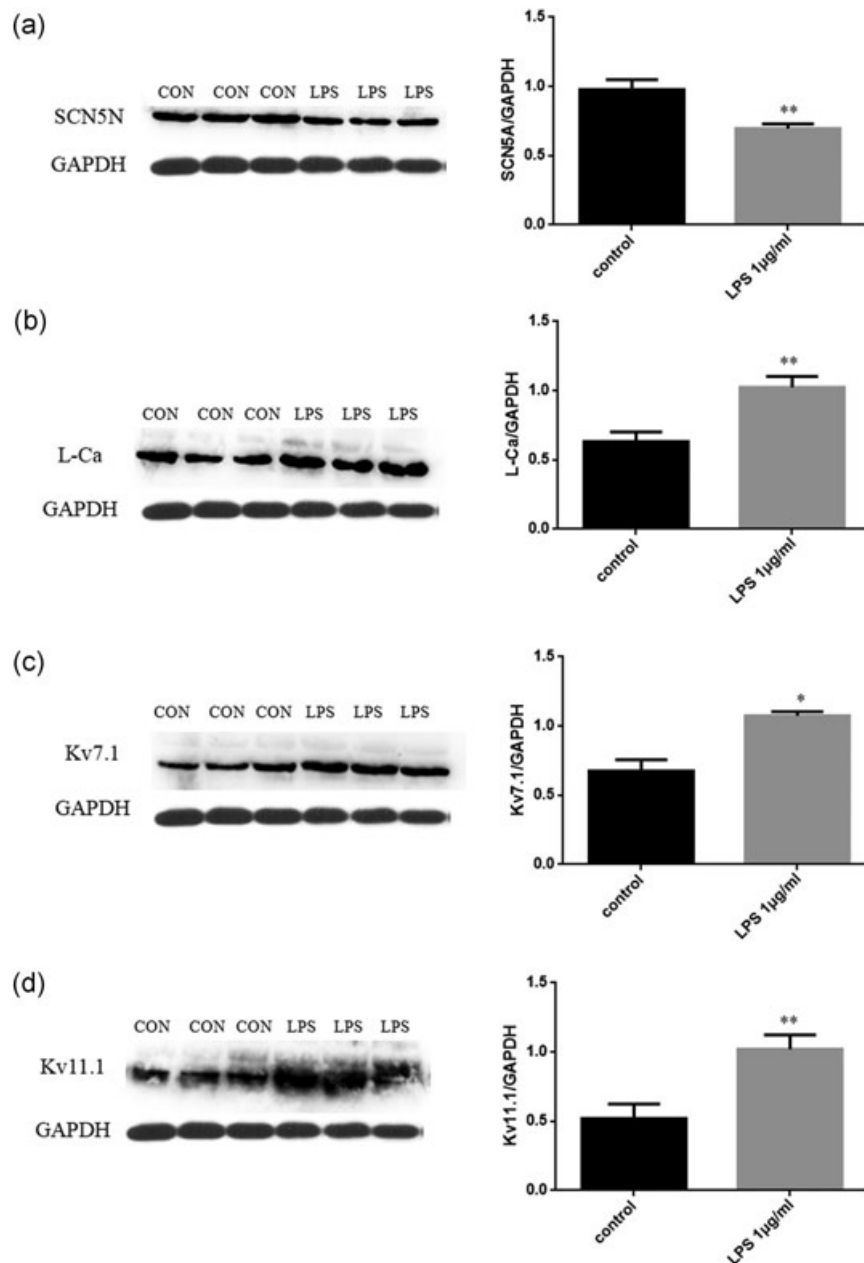 (a)
CON CON CON LPS LPS LPS
SCN5N
GAPDH
SCN5A/GAPDH
1.5
1.0
0.5
0.0
**
control
LPS 1μg/ml
(b)
CON CON CON LPS LPS LPS
L-Ca
GAPDH
L-Ca/GAPDH
1.5
1.0
0.5
0.0
**
control
LPS 1μg/ml
(c)
CON CON CON LPS LPS LPS
Kv7.1
GAPDH
Kv7.1/GAPDH
1.5
1.0
0.5
0.0
*
control
LPS 1μg/ml
(d)
CON CON CON LPS LPS LPS
Kv11.1
GAPDH
Kv11.1/GAPDH
1.5
1.0
0.5
0.0
**
control
LPS 1μg/ml